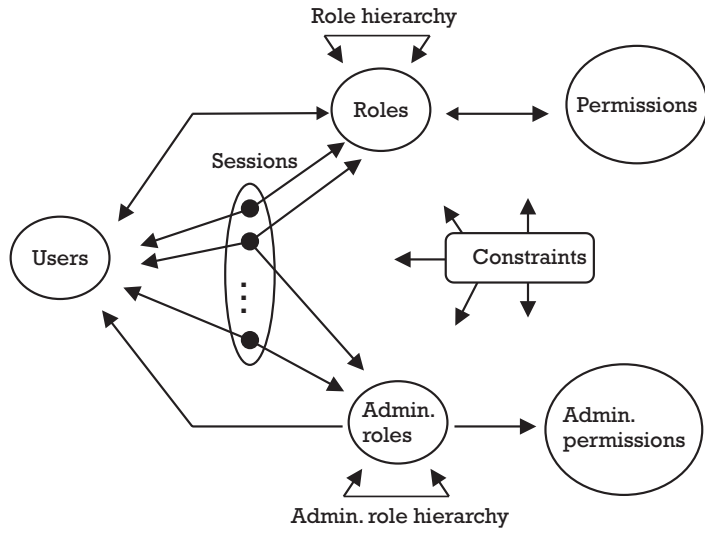 Role hierarchy
Roles
Permissions
Sessions
Users
Constraints
Admin.
roles
Admin.
permissions
Admin. role hierarchy